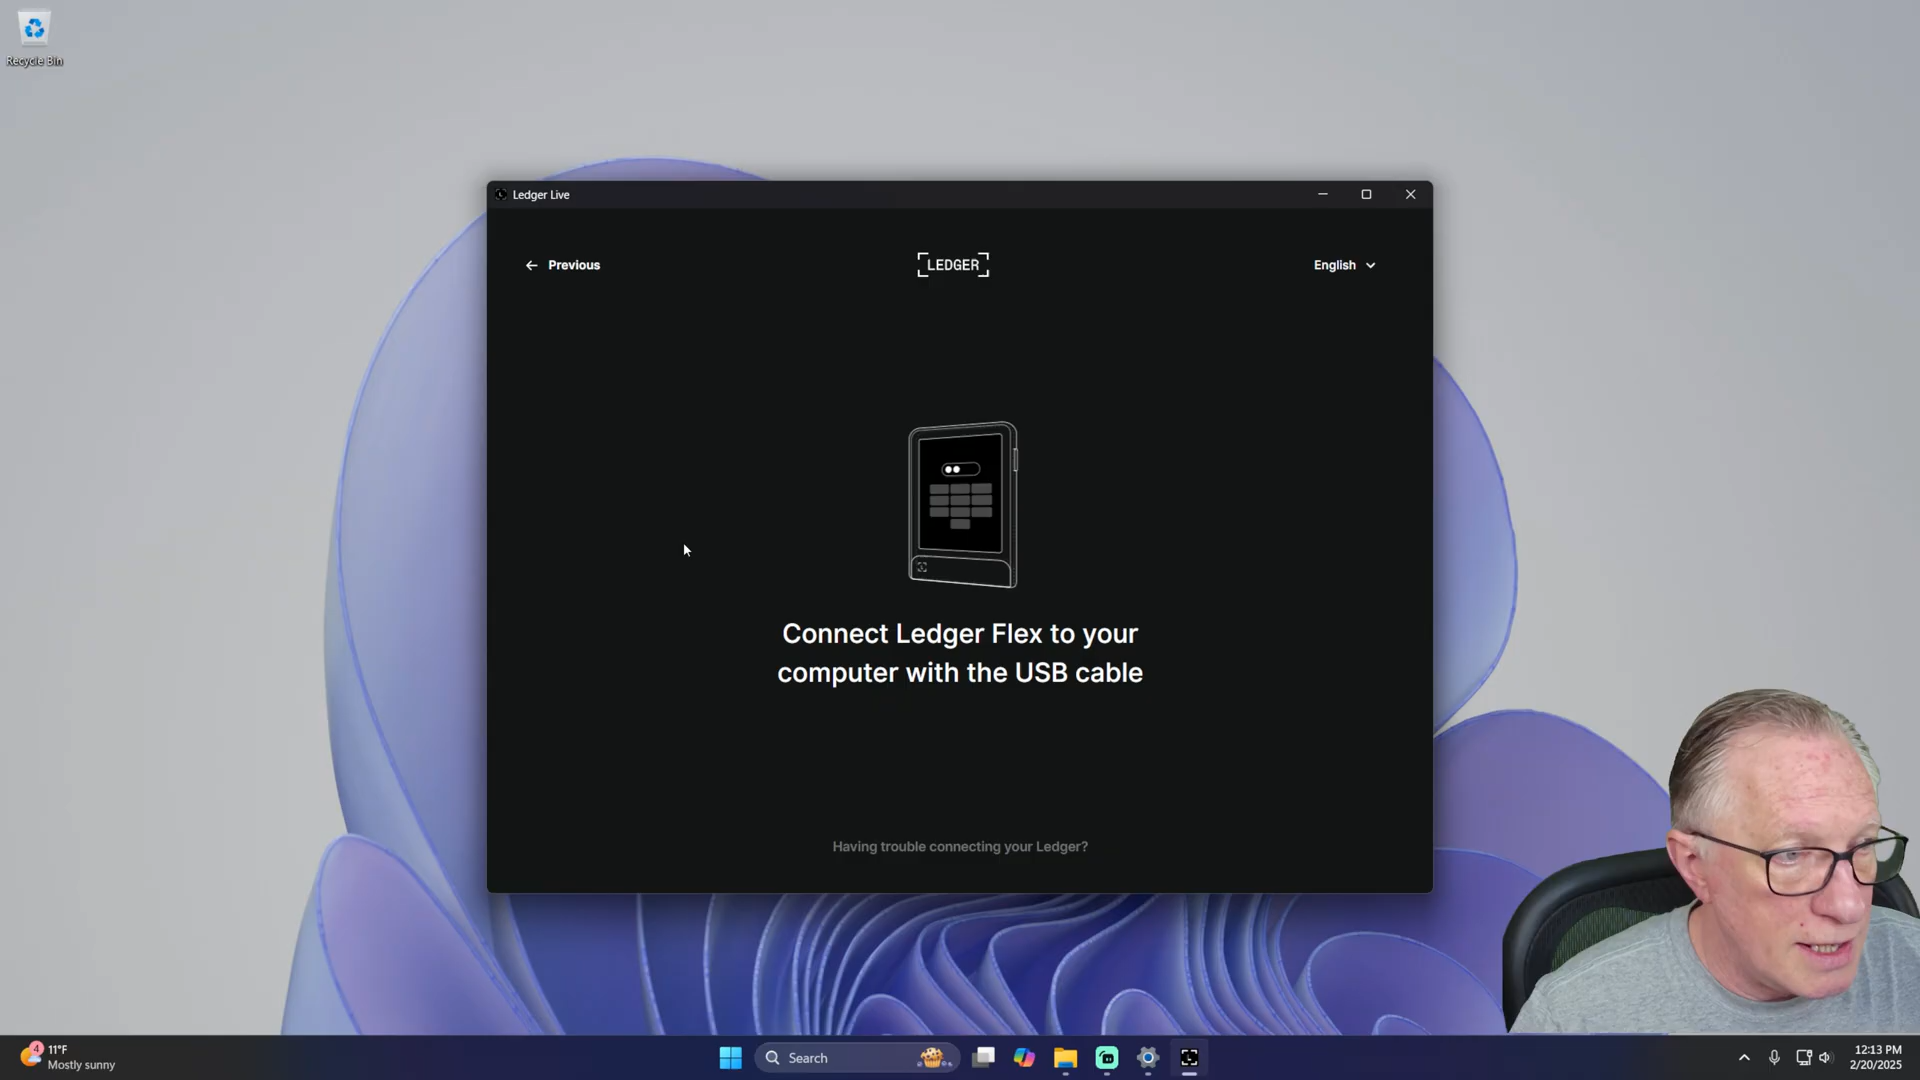 Recycle Bin
Ledger Live
Previous
LEDGER
English
Connect Ledger Flex to your
computer with the USB cable
Having trouble connecting your Ledger?
4
11°F
Mostly sunny
Search
12:13 PM
2/20/2025